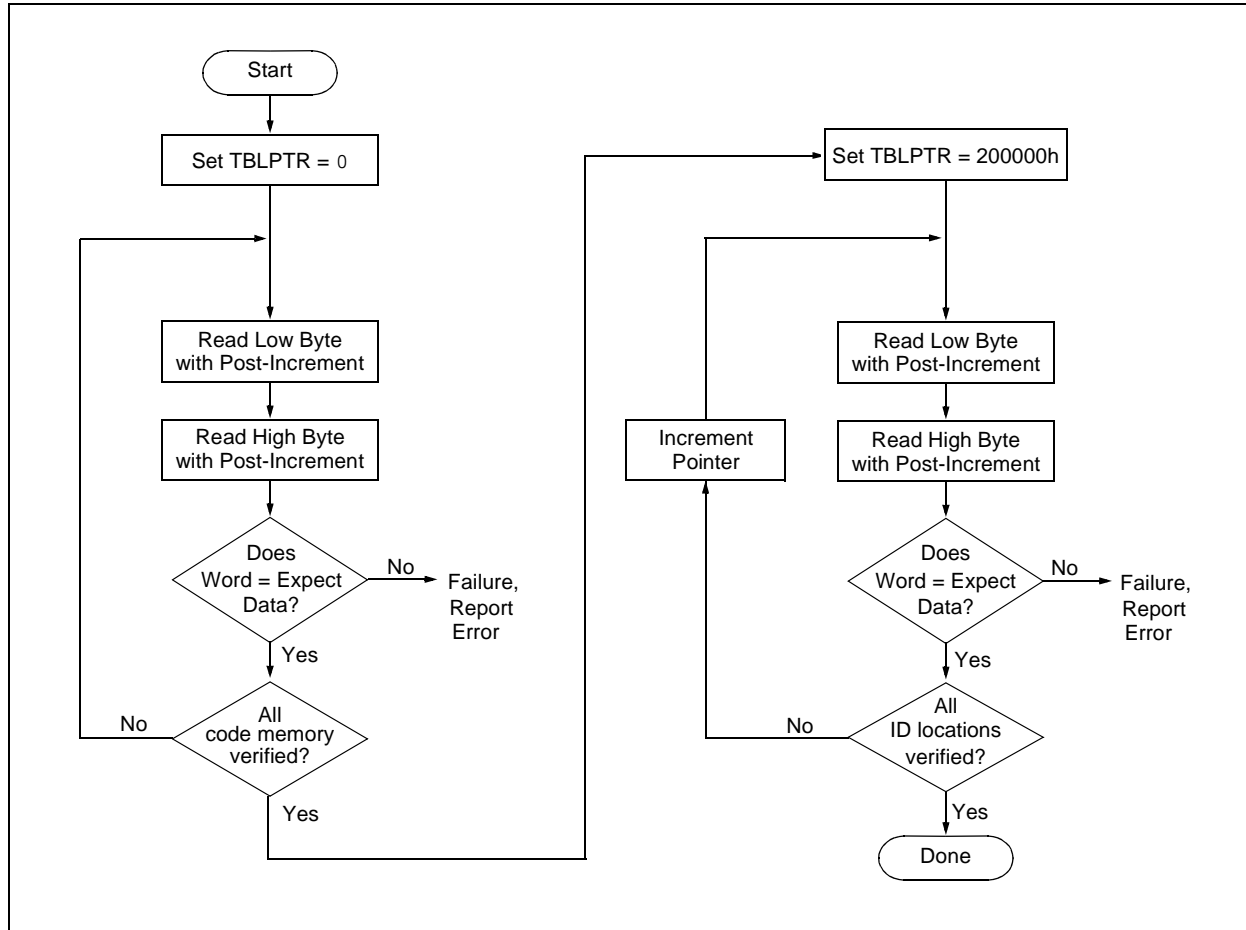 Start
Set TBLPTR = 0
Read Low Byte
with Post-Increment
Read High Byte
with Post-Increment
Does
Word = Expect
Data?
No
Failure,
Report
Error
Yes
All
code memory
verified?
No
Yes
Set TBLPTR = 200000h
Read Low Byte
with Post-Increment
Increment
Pointer
Read High Byte
with Post-Increment
Does
Word = Expect
Data?
No
Failure,
Report
Error
Yes
All
ID locations
verified?
No
Yes
Done